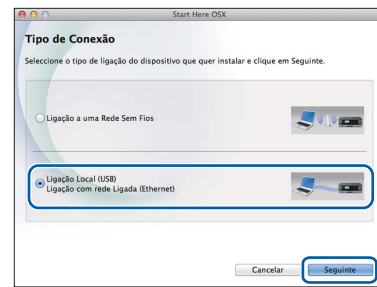 Start Here OSX
Tipo de Conexão
Seleccione o tipo de ligação do dispositivo que quer instalar e clique em Seguinte.
Ligação a uma Rede Sem Fios
Ligação Local (USB)
Ligação com rede Ligada (Ethernet)
Cancelar
Seguinte